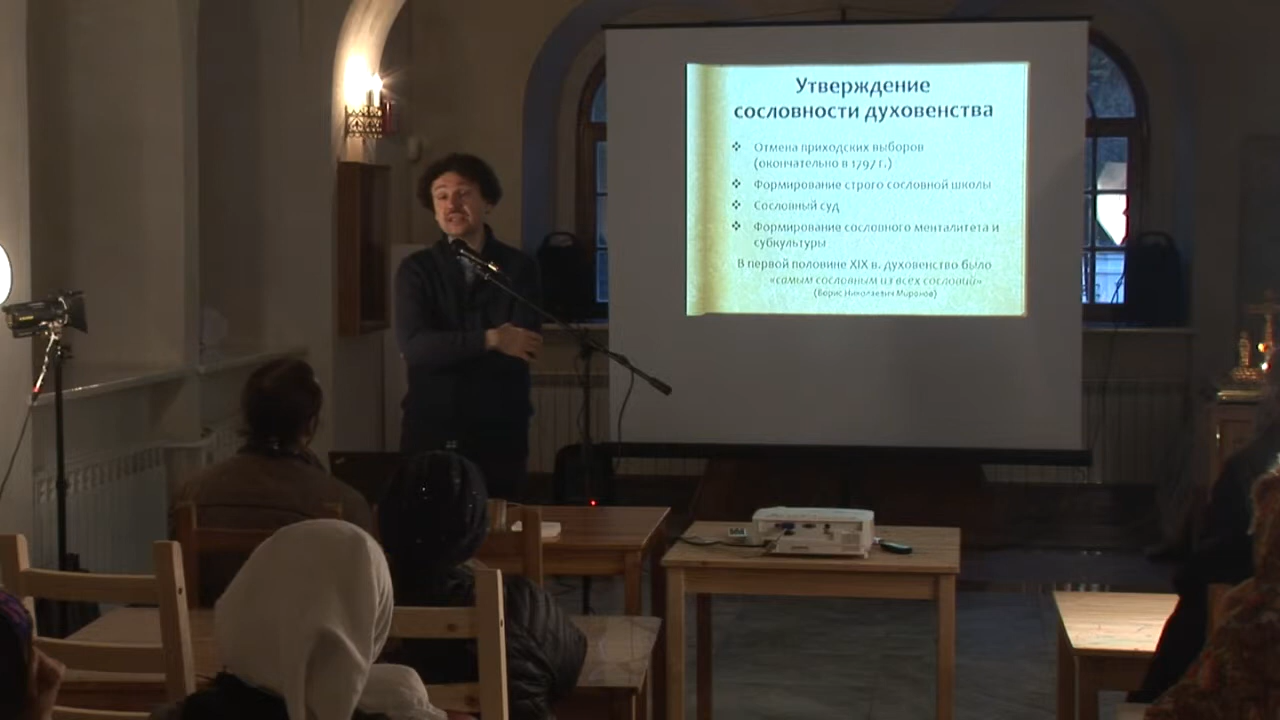 Утверждение
сословности духовенства
❖ Отмена приходских выборов
(окончательно в 1797 г.)
❖ Формирование строго сословной школы
❖ Сословный суд
❖ Формирование сословного менталитета и
субкультуры
В первой половине XIX в. духовенство было
«самым сословным из всех сословий»
(Борис Николаевич Миронов)